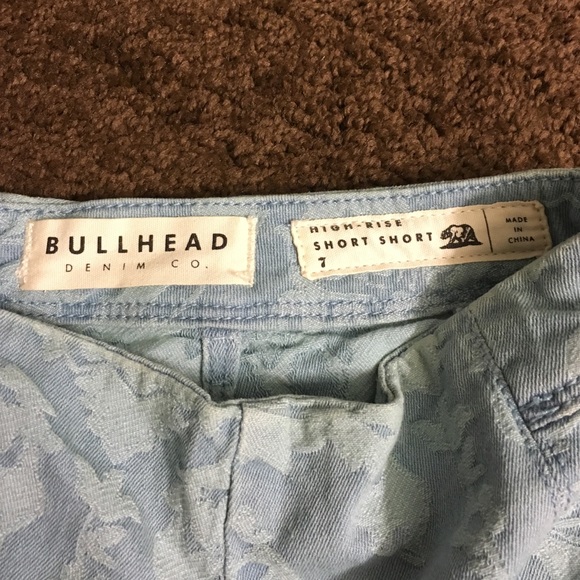 BULLHEAD
DENIM CO.
HIGH-RISE
SHORT SHORT
7
MADE
IN
CHINA